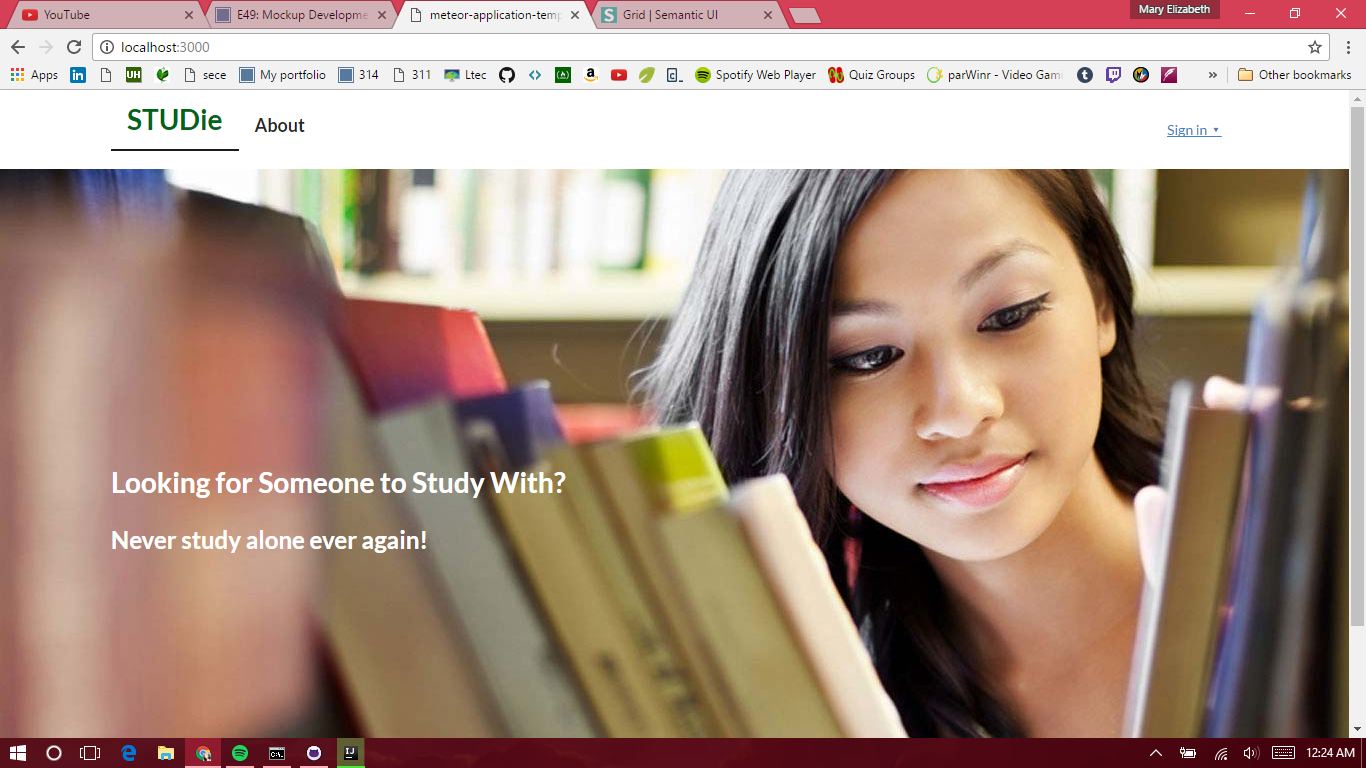 YouTube
E49: Mockup Developme
meteor-application-temp
Grid | Semantic UI
Mary Elizabeth
localhost:3000
Apps
UH
sece
My portfolio
314
311
Ltec
Spotify Web Player
Quiz Groups
parWinr - Video Gam
»
Other bookmarks
STUDie
About
Sign in
Looking for Someone to Study With?
Never study alone ever again!
12:24 AM